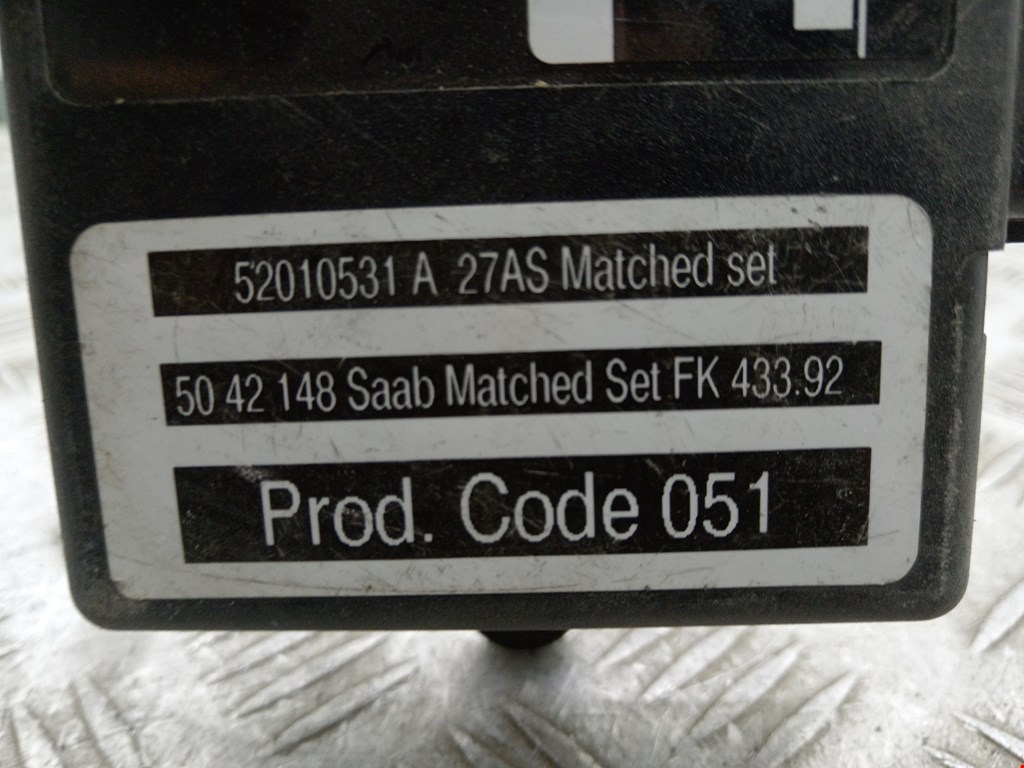 52010531 A 27AS Matched set
50 42 148 Saab Matched Set FK 433.92
Prod. Code 051